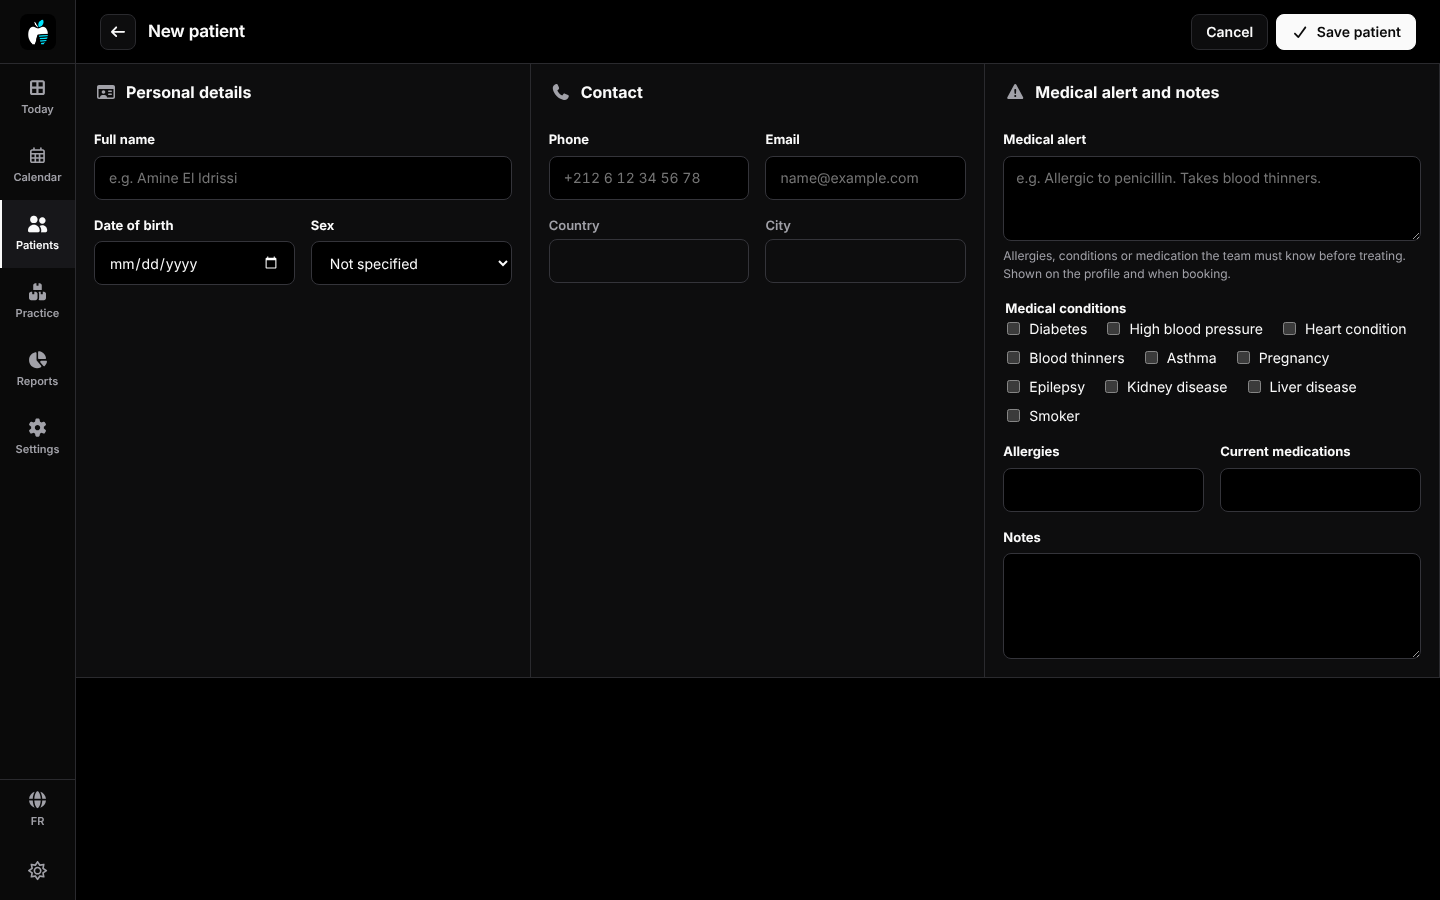 New patient
Cancel
Save patient
Today
Calendar
Patients
Practice
Reports
Settings
FR
Personal details
Full name
e.g. Amine El Idrissi
Date of birth
Sex
mm/dd/yyyy
Not specified
Contact
Phone
Email
+212 6 12 34 56 78
name@example.com
Country
City
Medical alert and notes
Medical alert
e.g. Allergic to penicillin. Takes blood thinners.
Allergies, conditions or medication the team must know before treating.
Shown on the profile and when booking.
Medical conditions
Diabetes
High blood pressure
Heart condition
Blood thinners
Asthma
Pregnancy
Epilepsy
Kidney disease
Liver disease
Smoker
Allergies
Current medications
Notes